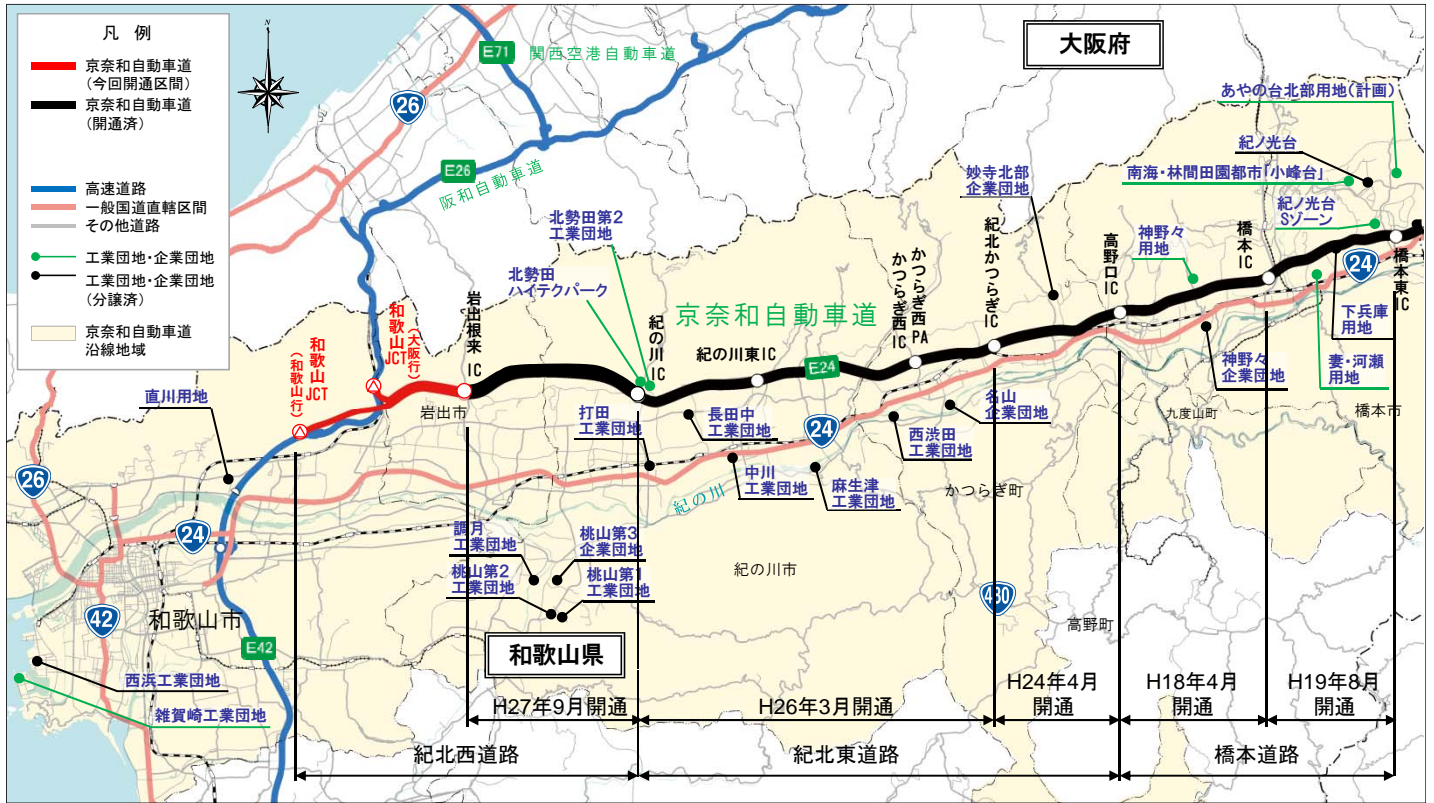 凡 例
京奈和自動車道
(今回開通区間)
京奈和自動車道
(開通済)
高速道路
一般国道直轄区間
その他道路
工業団地・企業団地
工業団地・企業団地
(分譲済)
京奈和自動車道
沿線地域
N
大阪府
E71
関西空港自動車道
26
E26
阪和自動車道
あやの台北部用地(計画)
紀ノ光台
南海・林間田園都市「小峰台」
紀ノ光台
Sゾーン
妙寺北部
企業団地
北勢田第2
工業団地
北勢田
ハイテクパーク
紀の川IC
京奈和自動車道
紀の川東IC
E24
かつらぎ西IC
かつらぎ西PA
紀北かつらぎIC
高野口IC
神野々
用地
橋本IC
24
橋本東IC
下兵庫
用地
妻・河瀬
用地
神野々
企業団地
九度山町
橋本市
岩出根来IC
和歌山JCT
(大阪行)
和歌山JCT
(和歌山行)
直川用地
岩出市
打田
工業団地
長田中
工業団地
24
中川
工業団地
麻生津
工業団地
西渋田
工業団地
名山
企業団地
かつらぎ町
紀の川
26
24
調月
工業団地
桃山第3
企業団地
桃山第2
工業団地
桃山第1
工業団地
紀の川市
480
高野町
42
和歌山市
E42
和歌山県
西浜工業団地
雑賀崎工業団地
H27年9月開通
H26年3月開通
H24年4月
開通
H18年4月
開通
H19年8月
開通
紀北西道路
紀北東道路
橋本道路